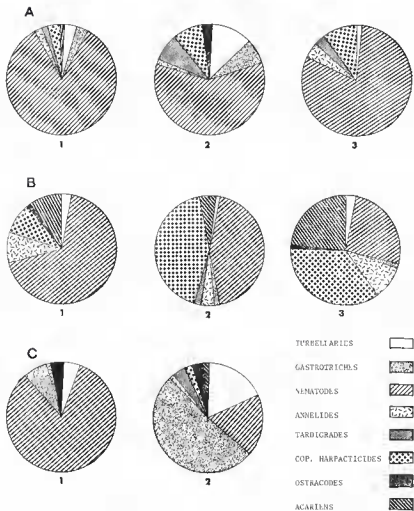 A
1 2 3
B
1 2 3
C
1 2
TURBELLARIES
GASTROTRICHES
NEMATODES
ANNELIDES
TARDIGRADES
COP. HARPACTICIDES
OSTRACODES
ACARIENS